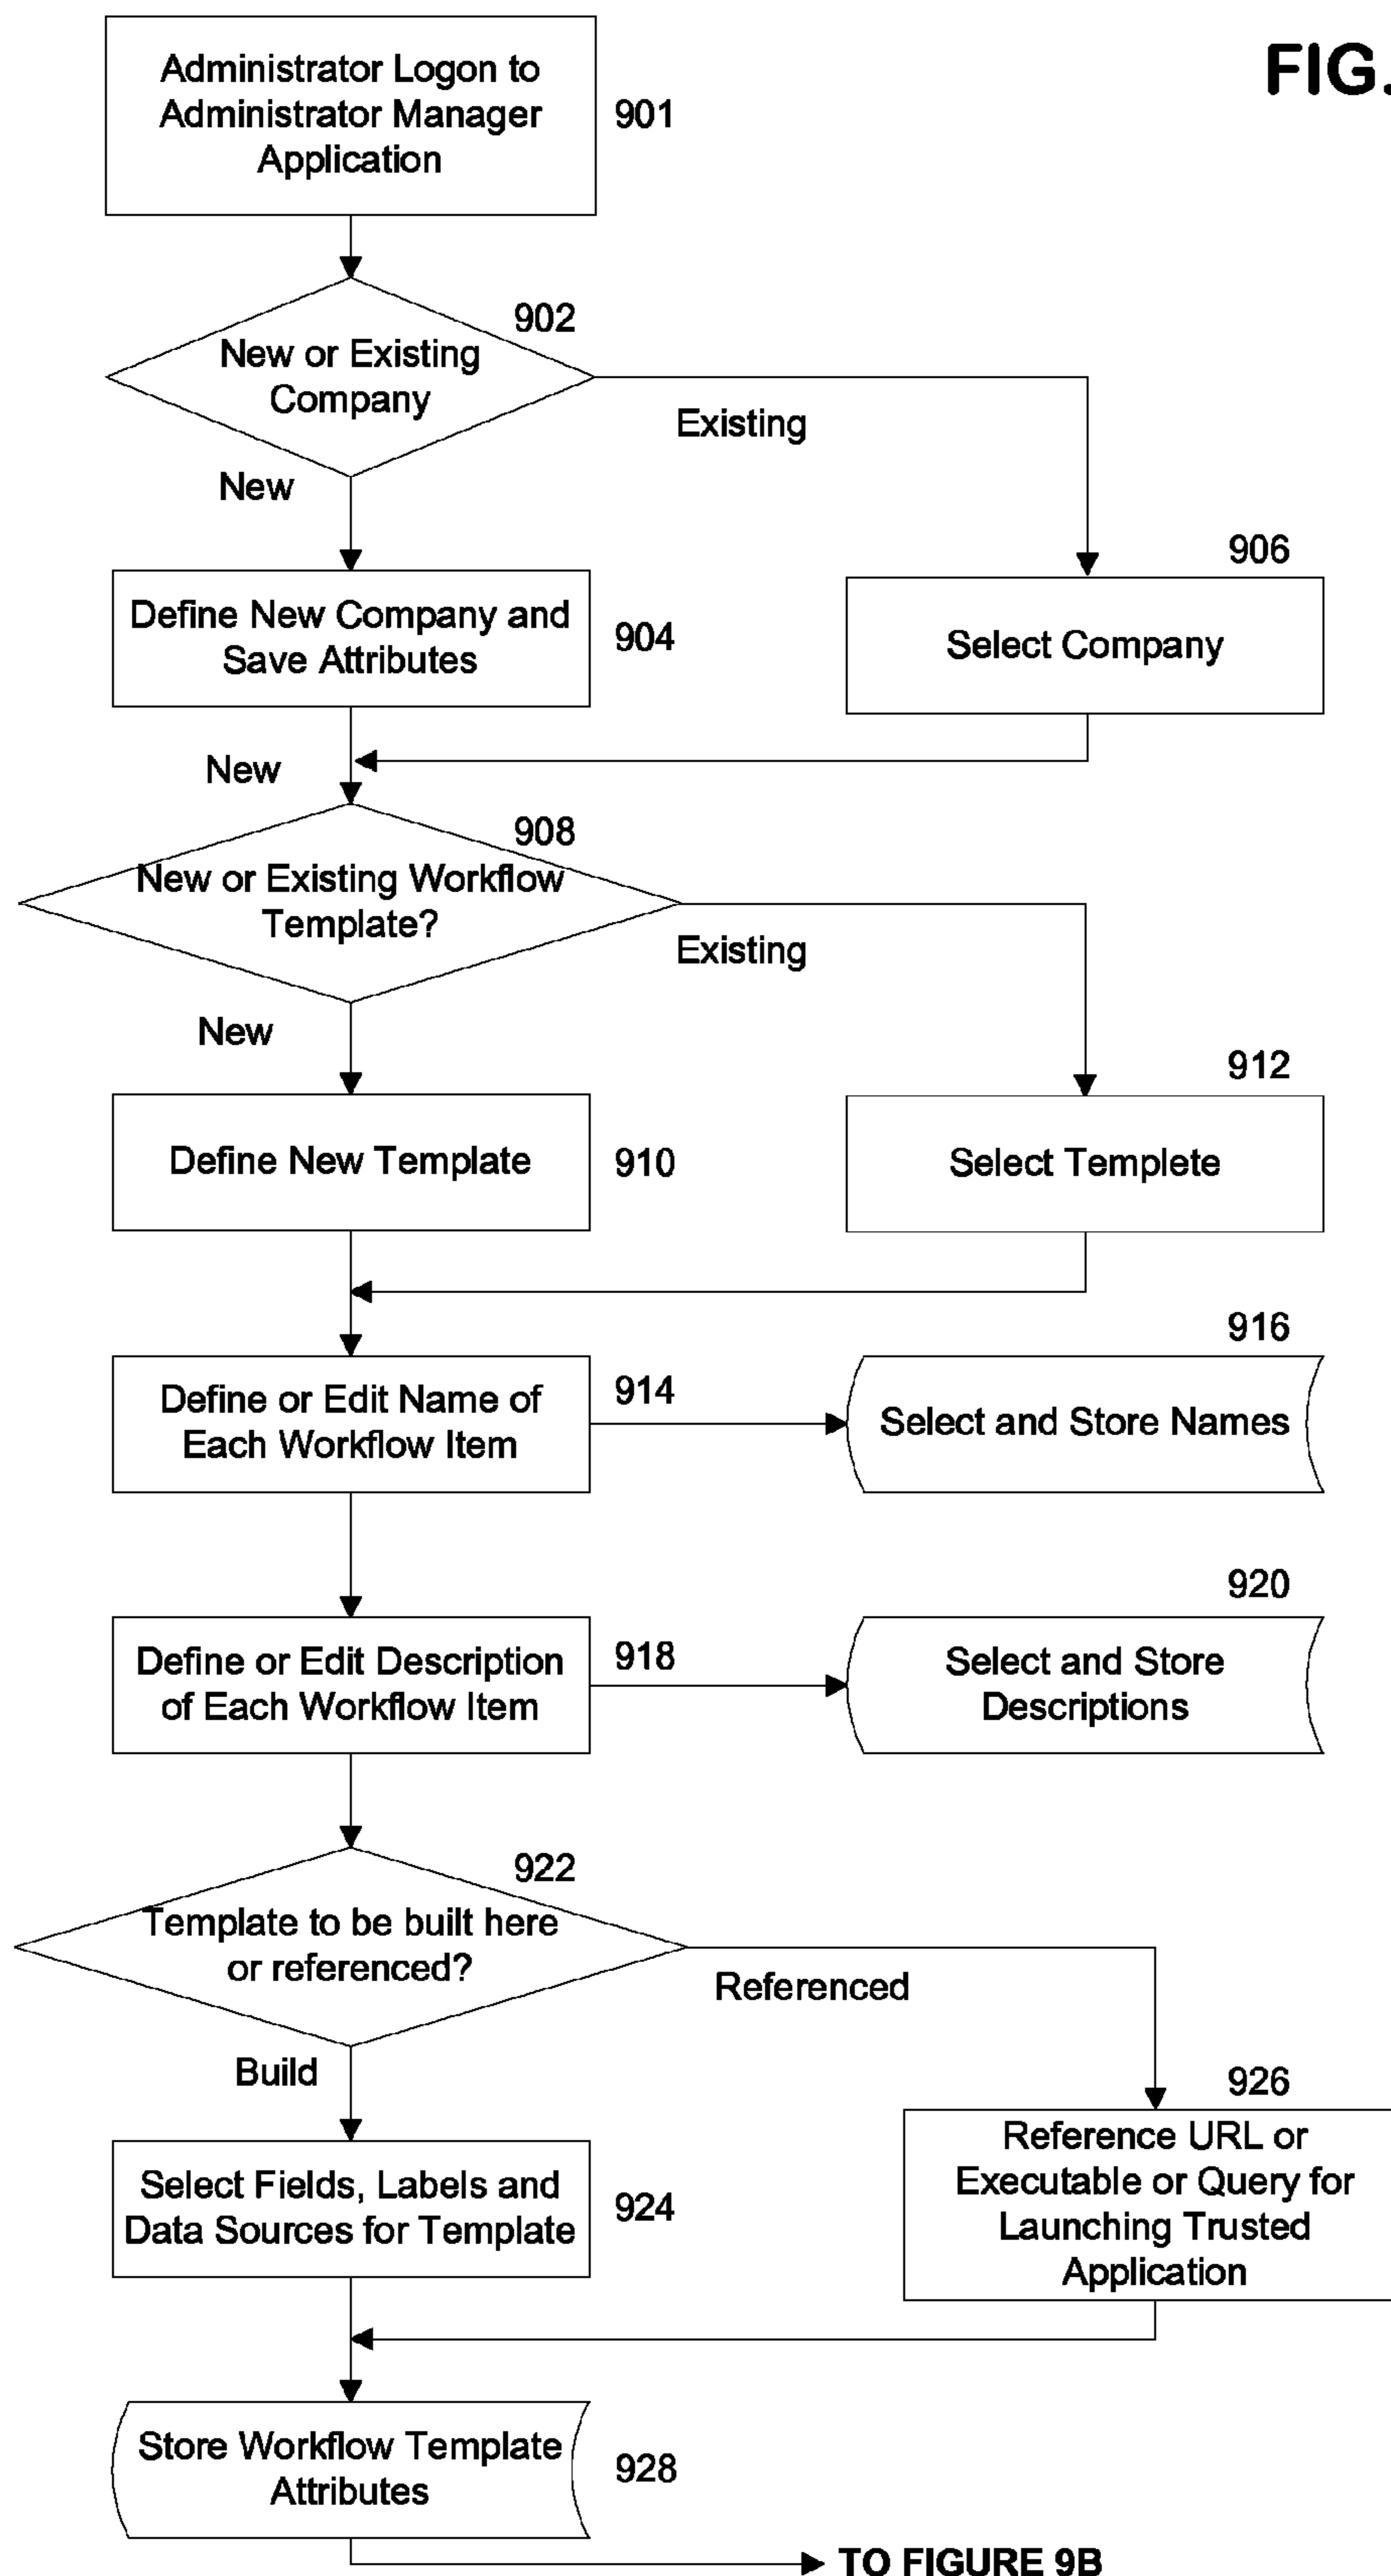 FIG.
Administrator Logon to
Administrator Manager
Application
901
902
New or Existing
Company
Existing
New
906
Define New Company and
Save Attributes
904
Select Company
New
908
New or Existing Workflow
Template?
Existing
New
912
Define New Template
910
Select Templete
916
Define or Edit Name of
Each Workflow Item
914
Select and Store Names
920
Define or Edit Description
of Each Workflow Item
918
Select and Store
Descriptions
922
Template to be built here
or referenced?
Referenced
Build
926
Select Fields, Labels and
Data Sources for Template
924
Reference URL or
Executable or Query for
Launching Trusted
Application
Store Workflow Template
Attributes
928
TO FIGURE 9B